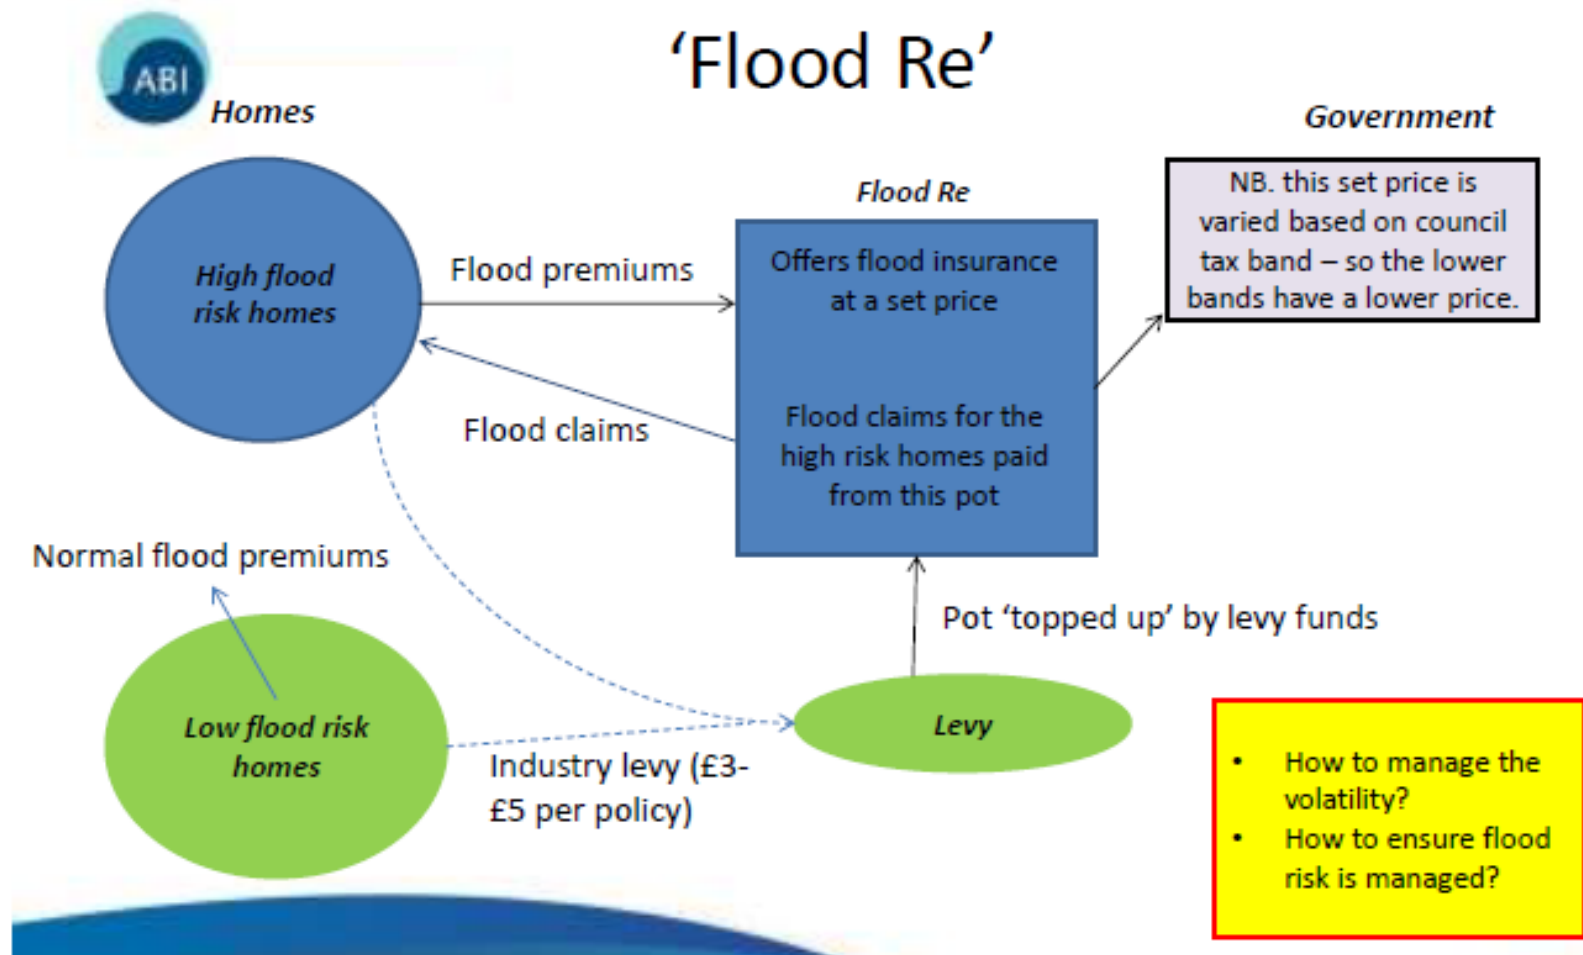 ABI
‘Flood Re’
Homes
Government
Flood Re
High flood
risk homes
Flood premiums
Offers flood insurance
at a set price
NB. this set price is
varied based on council
tax band – so the lower
bands have a lower price.
Flood claims
Flood claims for the
high risk homes paid
from this pot
Normal flood premiums
Pot ‘topped up’ by levy funds
Low flood risk
homes
Levy
Industry levy (£3-
£5 per policy)
• How to manage the
volatility?
• How to ensure flood
risk is managed?